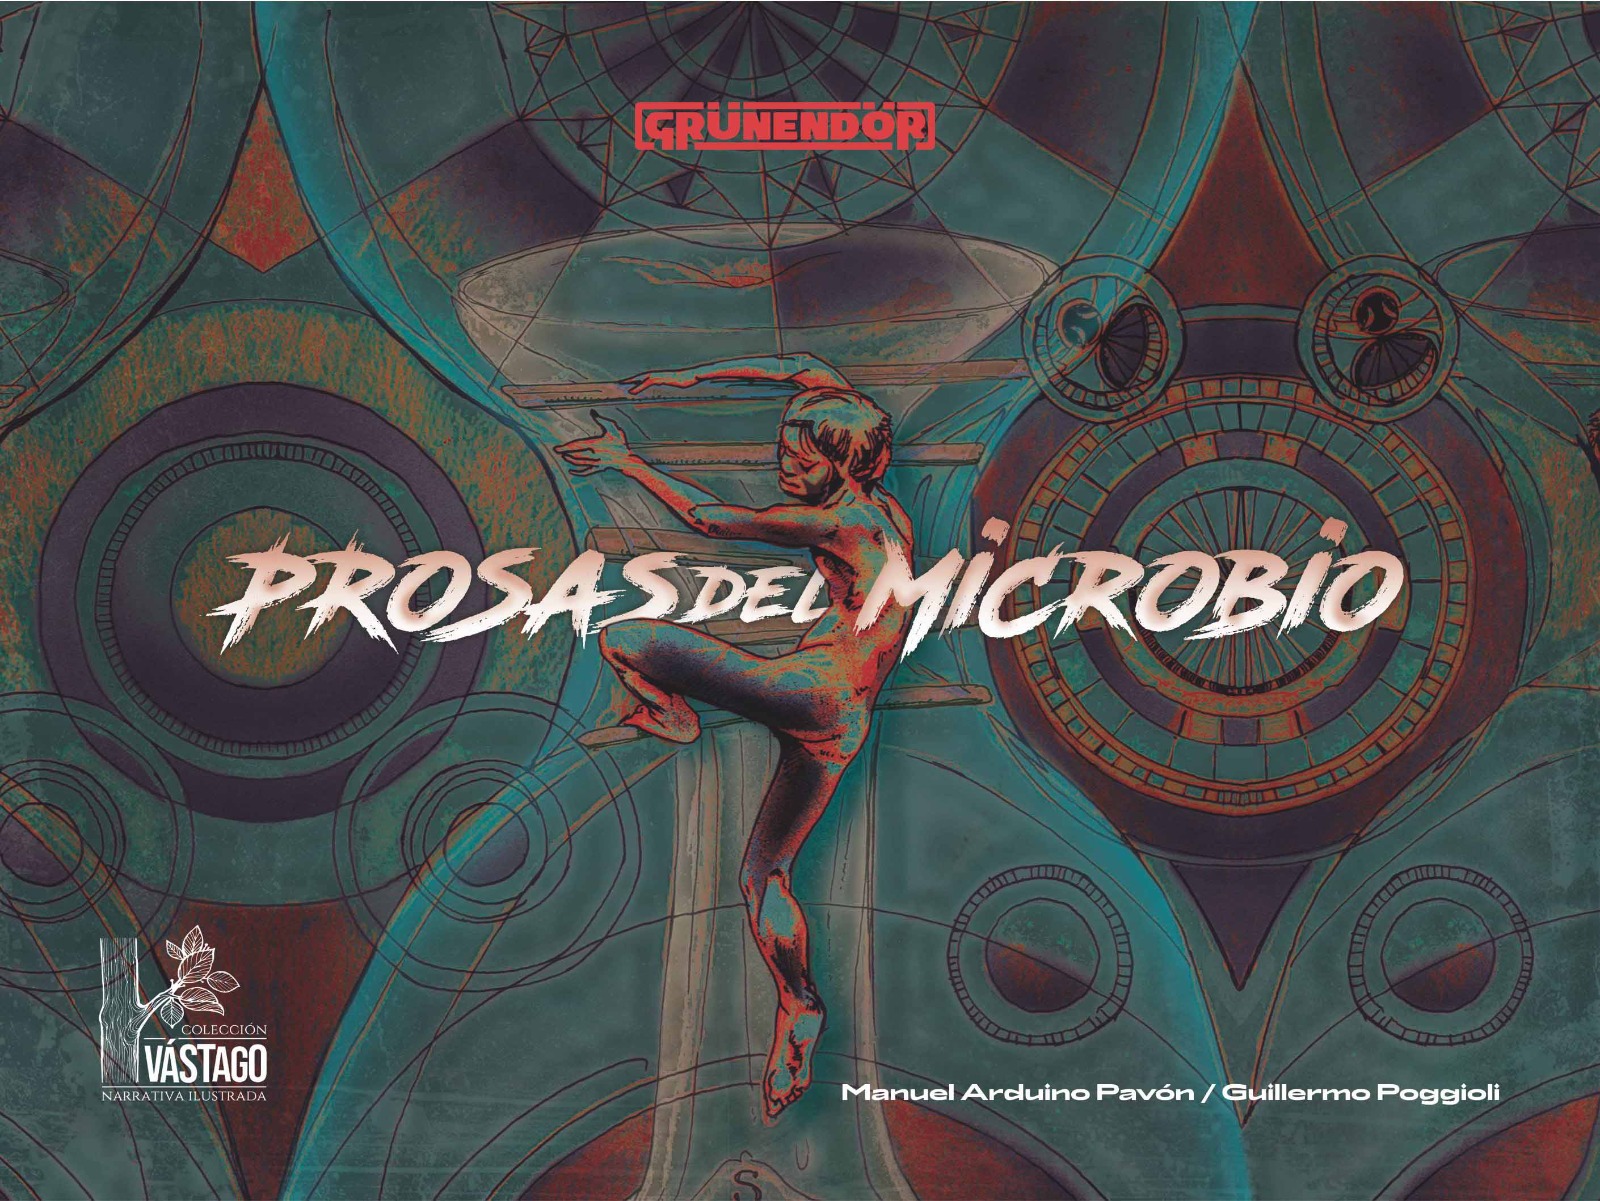 GRÜNENDÖR
PROSAS DEL MICROBIO
COLECCIÓN
VÁSTAGO
NARRATIVA ILUSTRADA
Manuel Arduino Pavón / Guillermo Poggioli
S